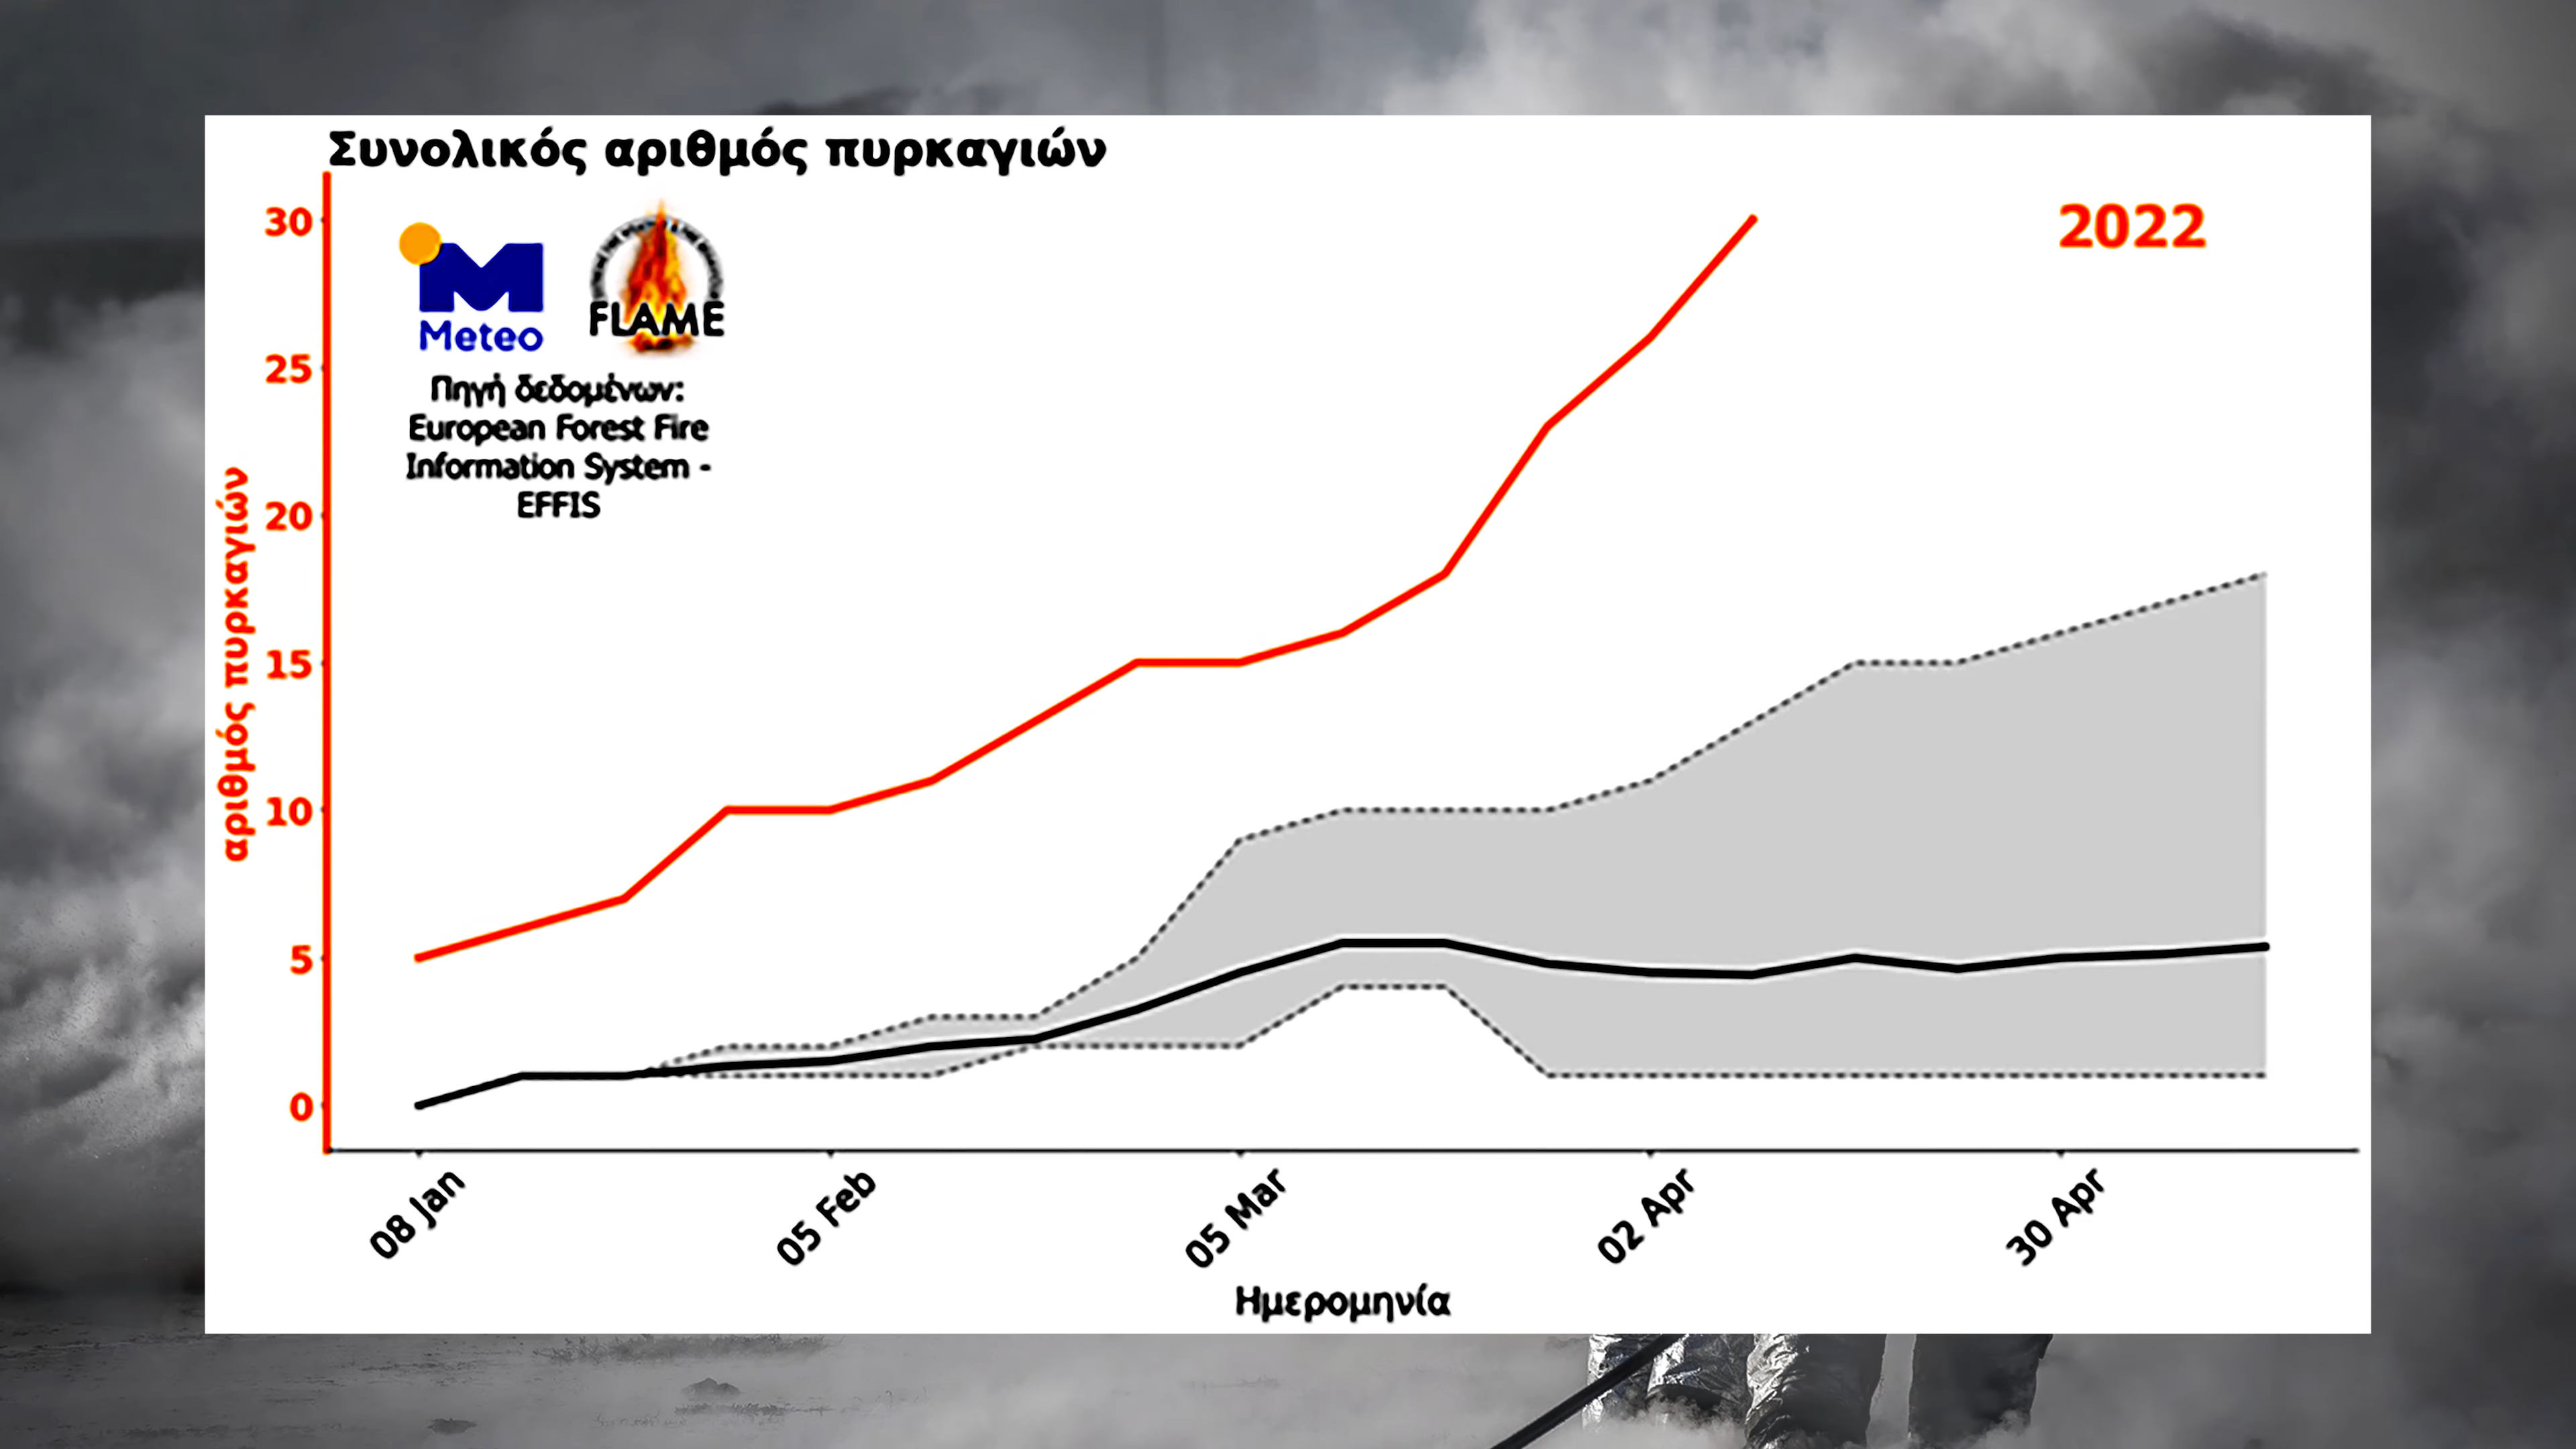 Συνολικός αριθμός πυρκαγιών
30
25
20
15
10
5
0
αριθμός πυρκαγιών
Meteo
FLAME
Πηγή δεδομένων:
European Forest Fire
Information System -
EFFIS
2022
08 Jan
05 Feb
05 Mar
02 Apr
30 Apr
Ημερομηνία